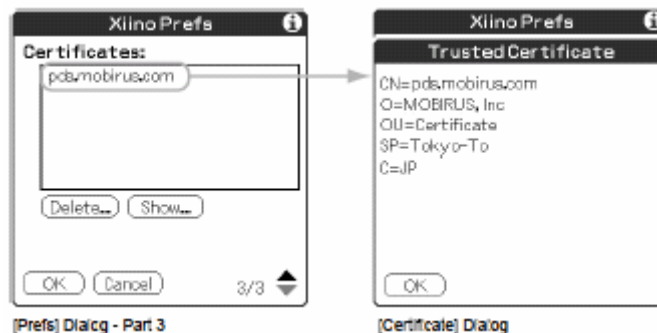 Xiino Prefs
Certificates:
pds.mobirus.com
Delete... Show...
OK Cancel 3/3
[Prefs] Dialog - Part 3
Xiino Prefs
Trusted Certificate
CN=pds.mobirus.com
O=MOBIRUS, Inc
OU=Certificate
SP=Tokyo-To
C=JP
OK
[Certificate] Dialog